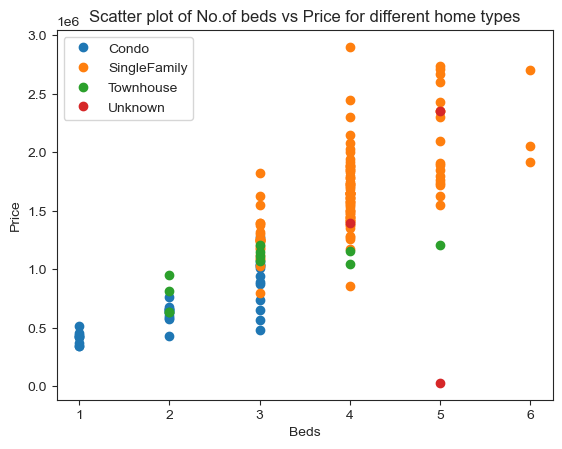 Scatter plot of No.of beds vs Price for different home types
1e6
Condo
SingleFamily
Townhouse
Unknown
3.0
2.5
2.0
1.5
1.0
0.5
0.0
Price
1 2 3 4 5 6
Beds